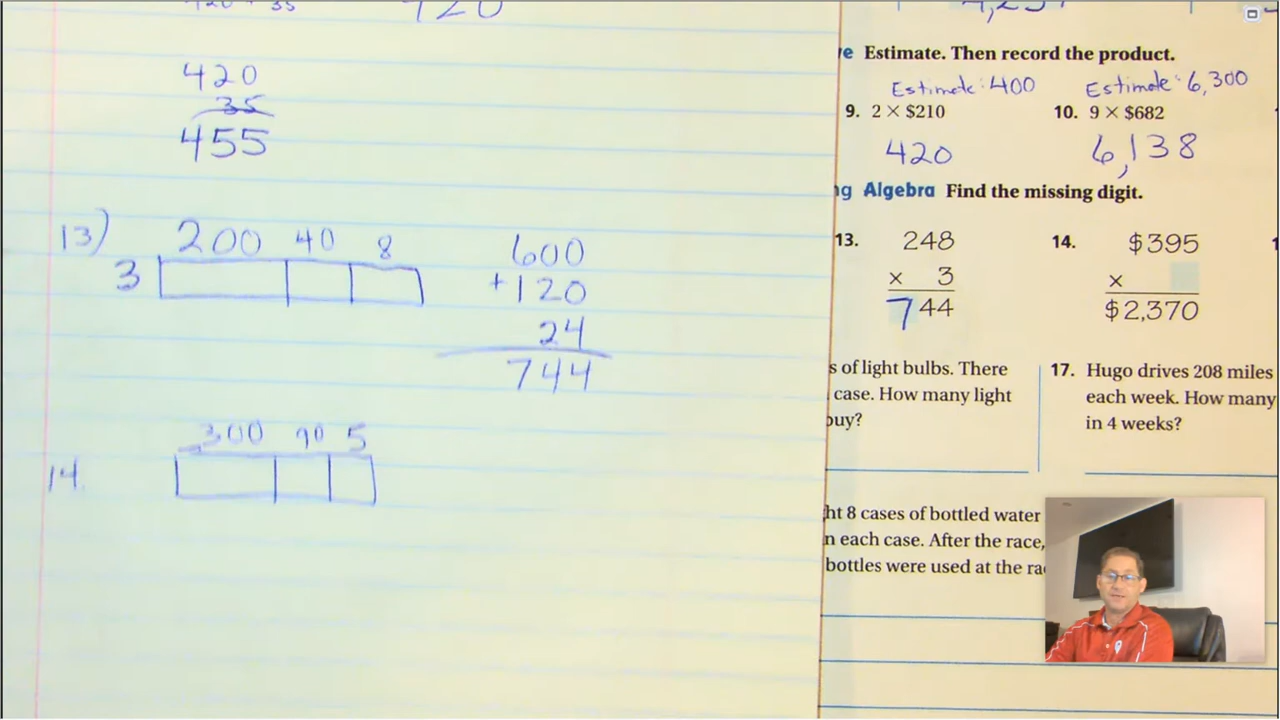 420
35
455
13) 200 40 8
3
600
+120
24
744
14. 300 90 5
Estimate. Then record the product.
Estimate: 400
9. 2 × $210
420
Estimate: 6,300
10. 9 × $682
6,138
Algebra Find the missing digit.
13. 248
× 3
744
14. $395
×
$2,370
of light bulbs. There
case. How many light
17. Hugo drives 208 miles
each week. How many
in 4 weeks?
8 cases of bottled water
in each case. After the race,
bottles were used at the